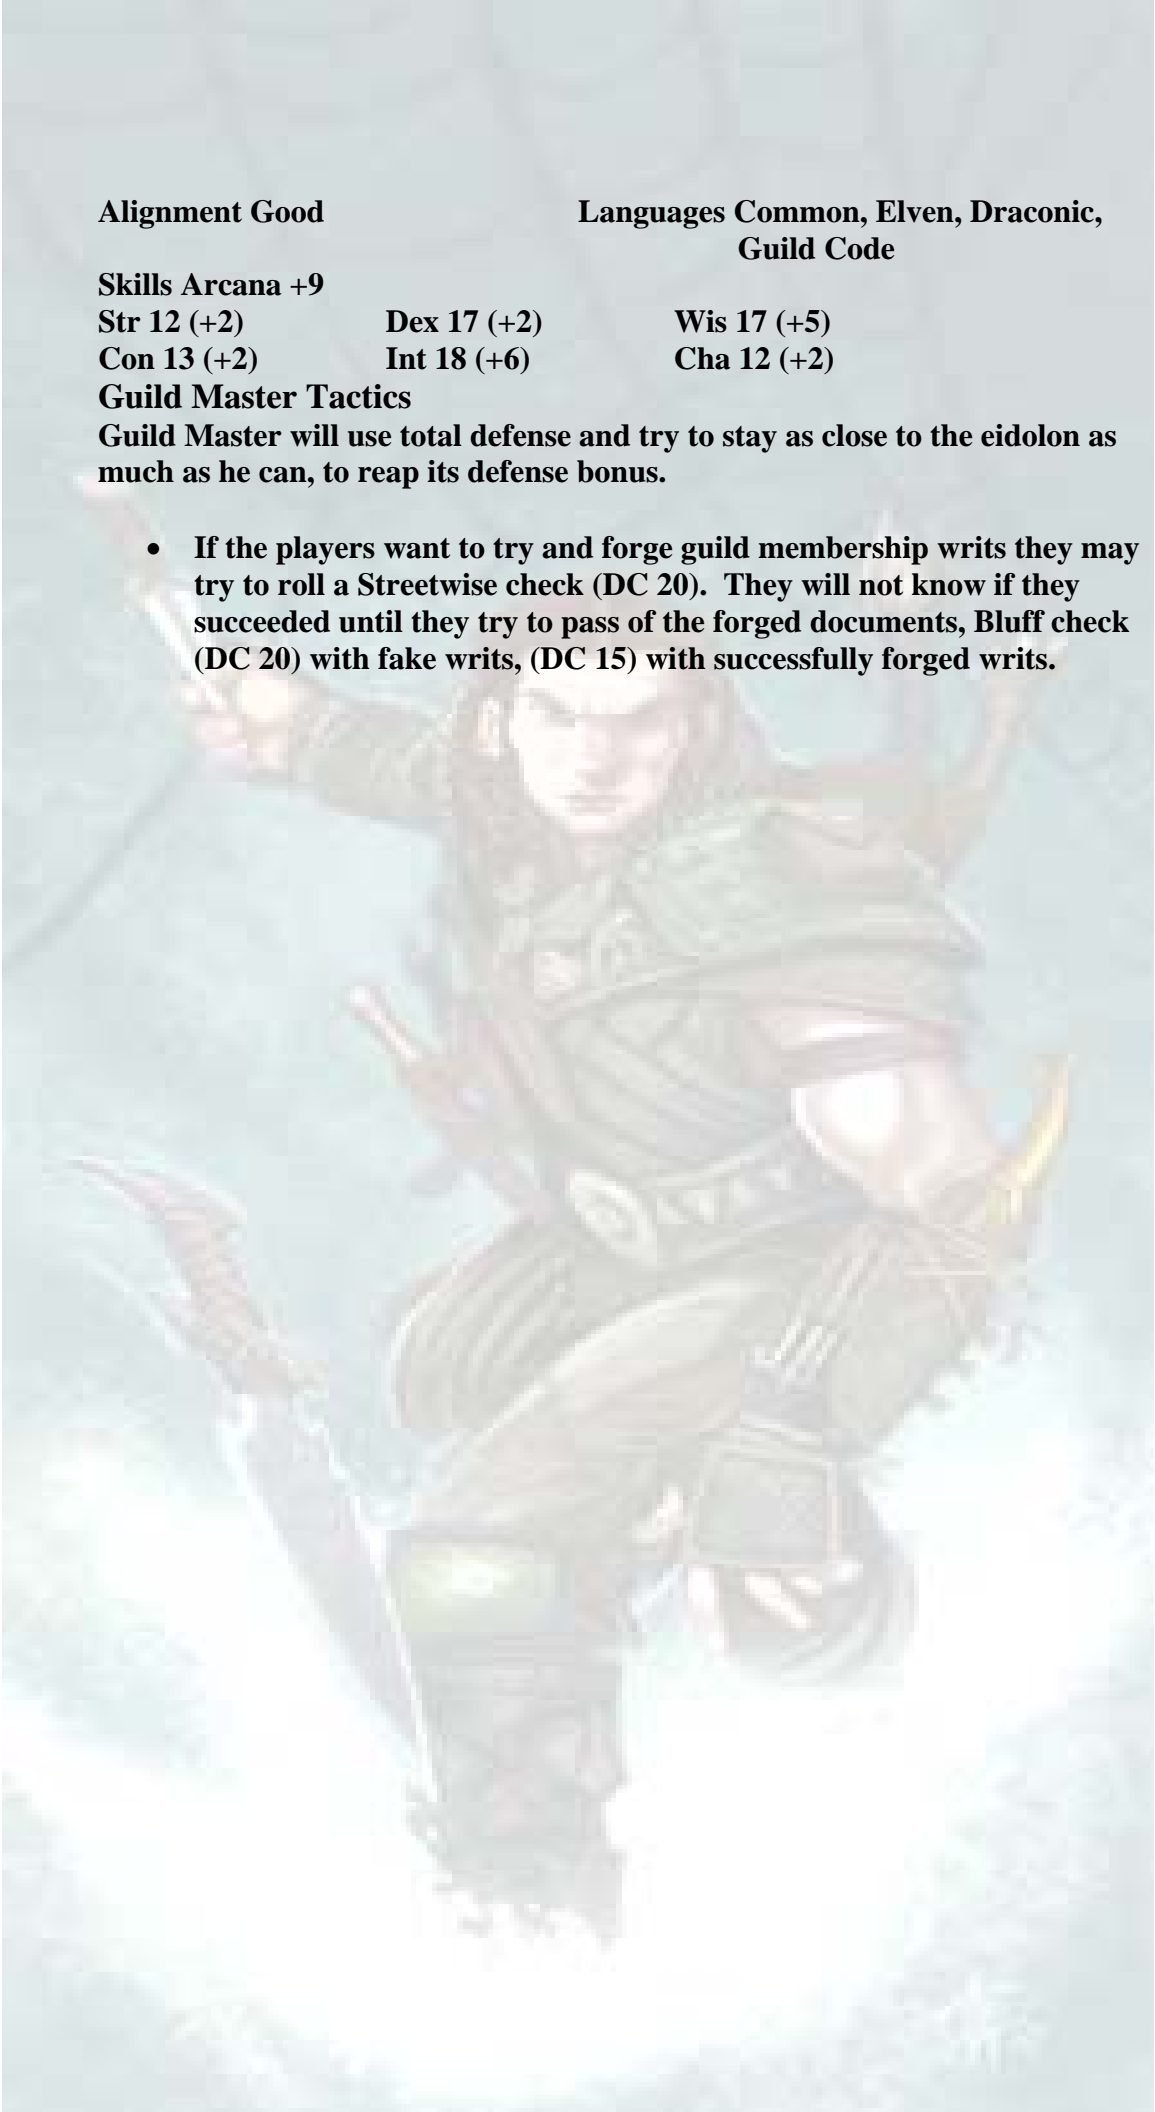 Alignment Good Languages Common, Elven, Draconic,
Guild Code
Skills Arcana +9
Str 12 (+2) Dex 17 (+2) Wis 17 (+5)
Con 13 (+2) Int 18 (+6) Cha 12 (+2)
Guild Master Tactics
Guild Master will use total defense and try to stay as close to the eidolon as
much as he can, to reap its defense bonus.
• If the players want to try and forge guild membership writs they may
try to roll a Streetwise check (DC 20).  They will not know if they
succeeded until they try to pass of the forged documents, Bluff check
(DC 20) with fake writs, (DC 15) with successfully forged writs.